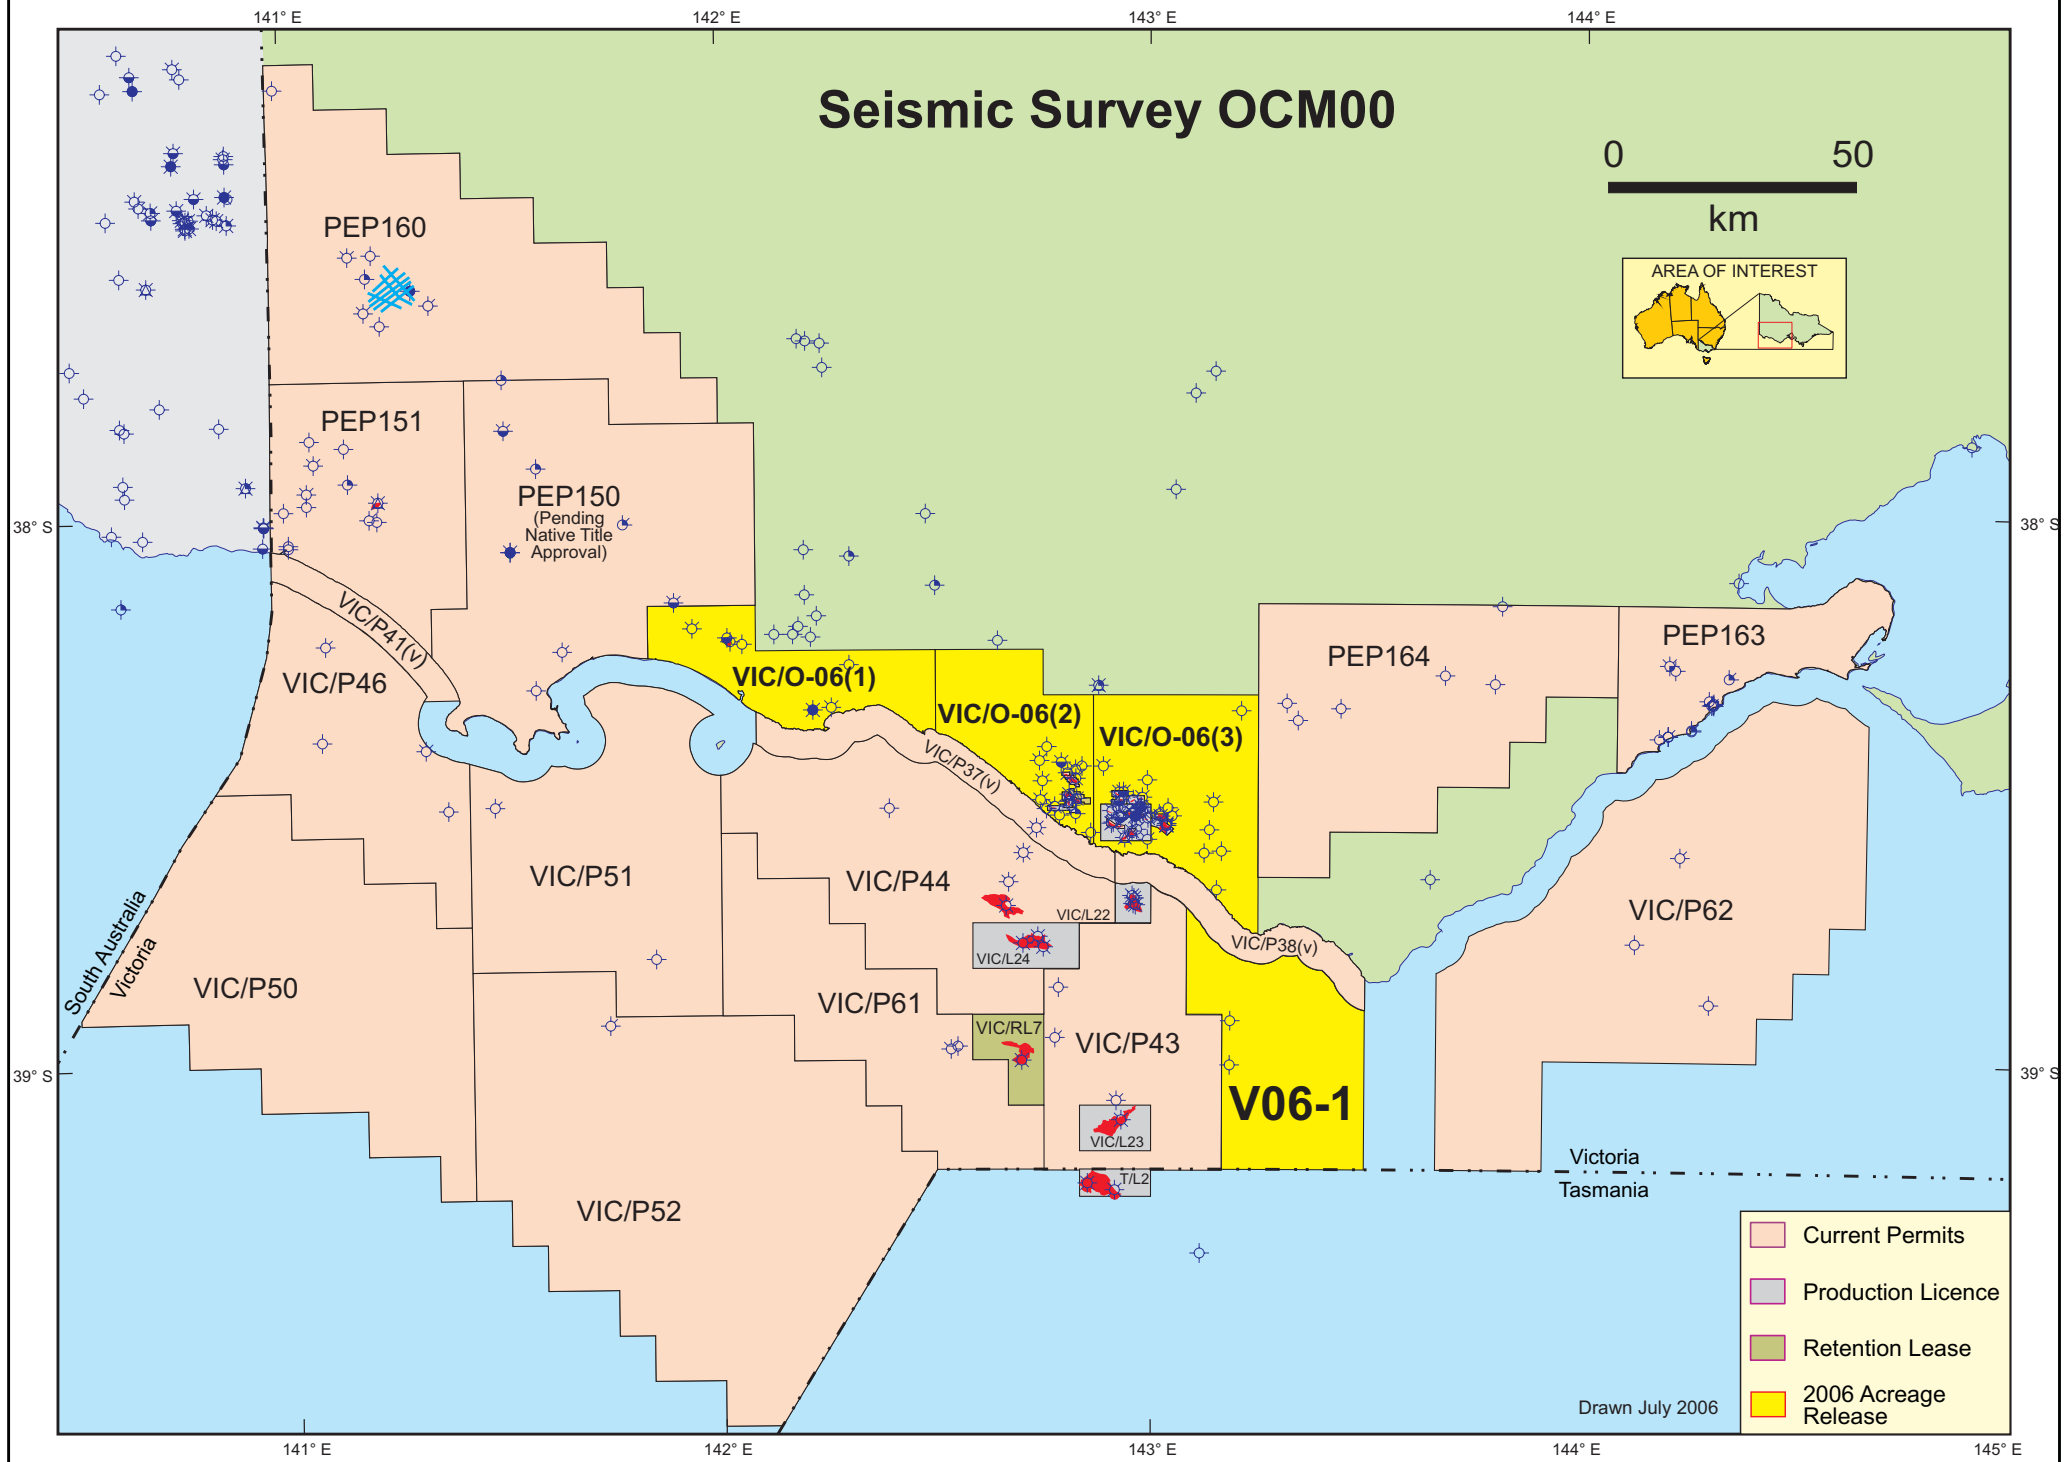 141° E
142° E
143° E
144° E
Seismic Survey OCM00
0
50
km
AREA OF INTEREST
PEP160
PEP151
PEP150
(Pending
Native Title
Approval)
38° S
38° S
VIC/P41(v)
VIC/P46
VIC/O-06(1)
VIC/O-06(2)
VIC/O-06(3)
PEP164
PEP163
VIC/P37(v)
VIC/P51
VIC/P44
VIC/L22
VIC/P62
VIC/P38(v)
VIC/L24
South Australia
Victoria
VIC/P50
VIC/P61
VIC/RL7
VIC/P43
39° S
39° S
V06-1
VIC/L23
T/L2
Victoria
Tasmania
VIC/P52
Current Permits
Production Licence
Retention Lease
2006 Acreage
Release
Drawn July 2006
141° E
142° E
143° E
144° E
145° E